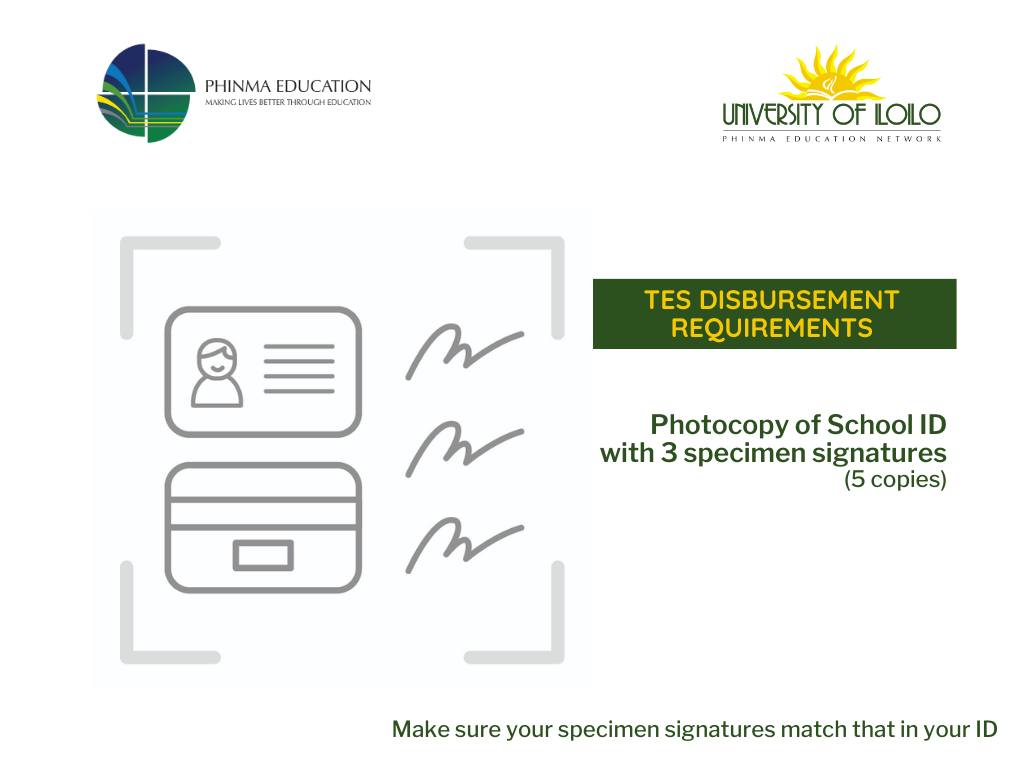 PHINMA EDUCATION
MAKING LIVES BETTER THROUGH EDUCATION
UNIVERSITY OF ILOILO
PHINMA EDUCATION NETWORK
TES DISBURSEMENT
REQUIREMENTS
Photocopy of School ID
with 3 specimen signatures
(5 copies)
Make sure your specimen signatures match that in your ID